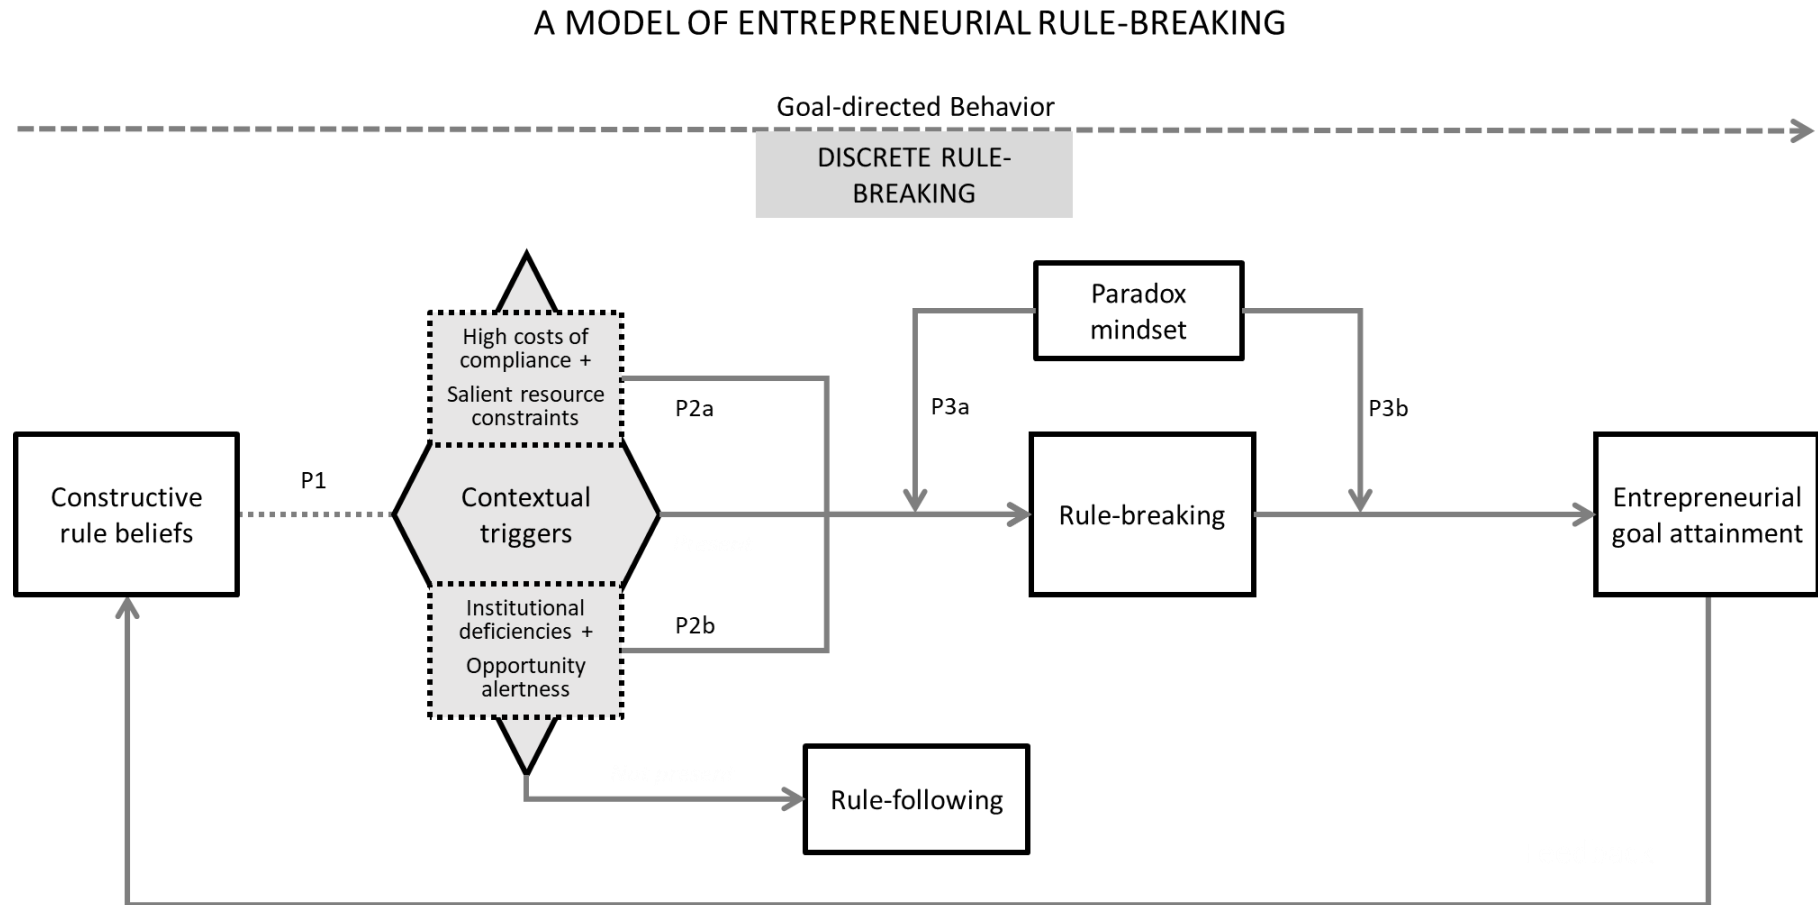 A MODEL OF ENTREPRENEURIAL RULE-BREAKING
Goal-directed Behavior
DISCRETE RULE-
BREAKING
High costs of
compliance +
Salient resource
constraints
P2a
Paradox
mindset
P3a
P3b
Constructive
rule beliefs
P1
Contextual
triggers
Rule-breaking
Entrepreneurial
goal attainment
Institutional
deficiencies +
Opportunity
alertness
P2b
Rule-following